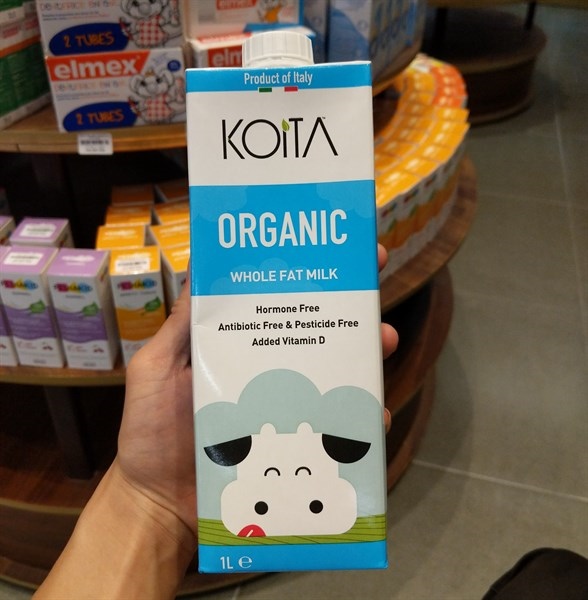 2 TUBES
elmex
2 TUBES
Product of Italy
KOITA
ORGANIC
WHOLE FAT MILK
Hormone Free
Antibiotic Free & Pesticide Free
Added Vitamin D
1L ℮